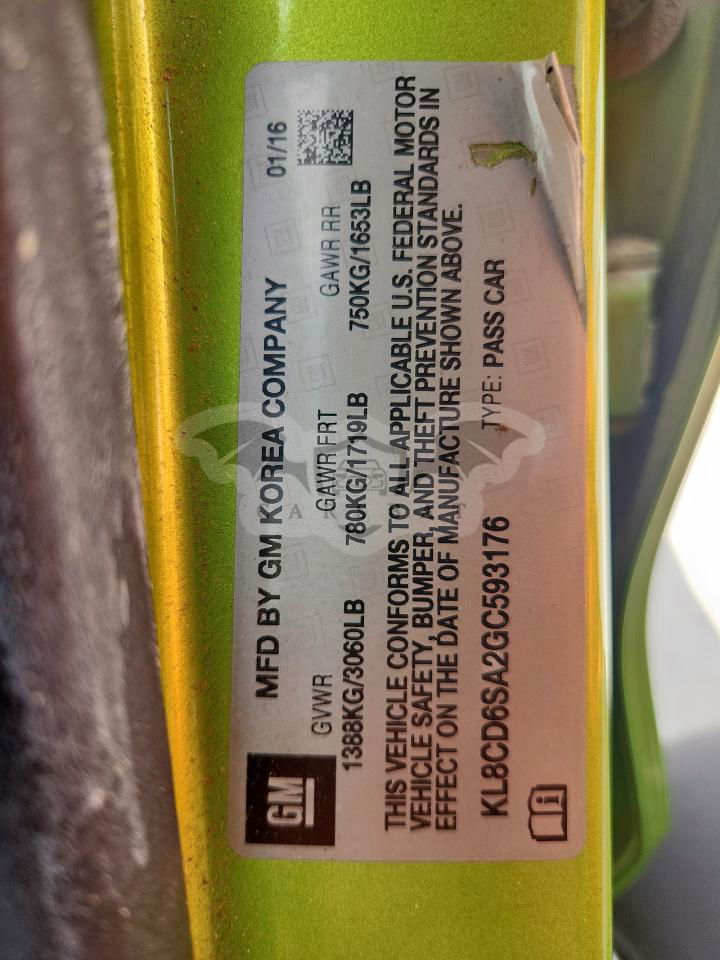 MFD BY GM KOREA COMPANY 01/16
GM
GVWR GAWR FRT GAWR RR
1388KG/3060LB 780KG/1719LB 750KG/1653LB
THIS VEHICLE CONFORMS TO ALL APPLICABLE U.S. FEDERAL MOTOR
VEHICLE SAFETY, BUMPER, AND THEFT PREVENTION STANDARDS IN
EFFECT ON THE DATE OF MANUFACTURE SHOWN ABOVE.
KL8CD6SA2GC593176 TYPE: PASS CAR